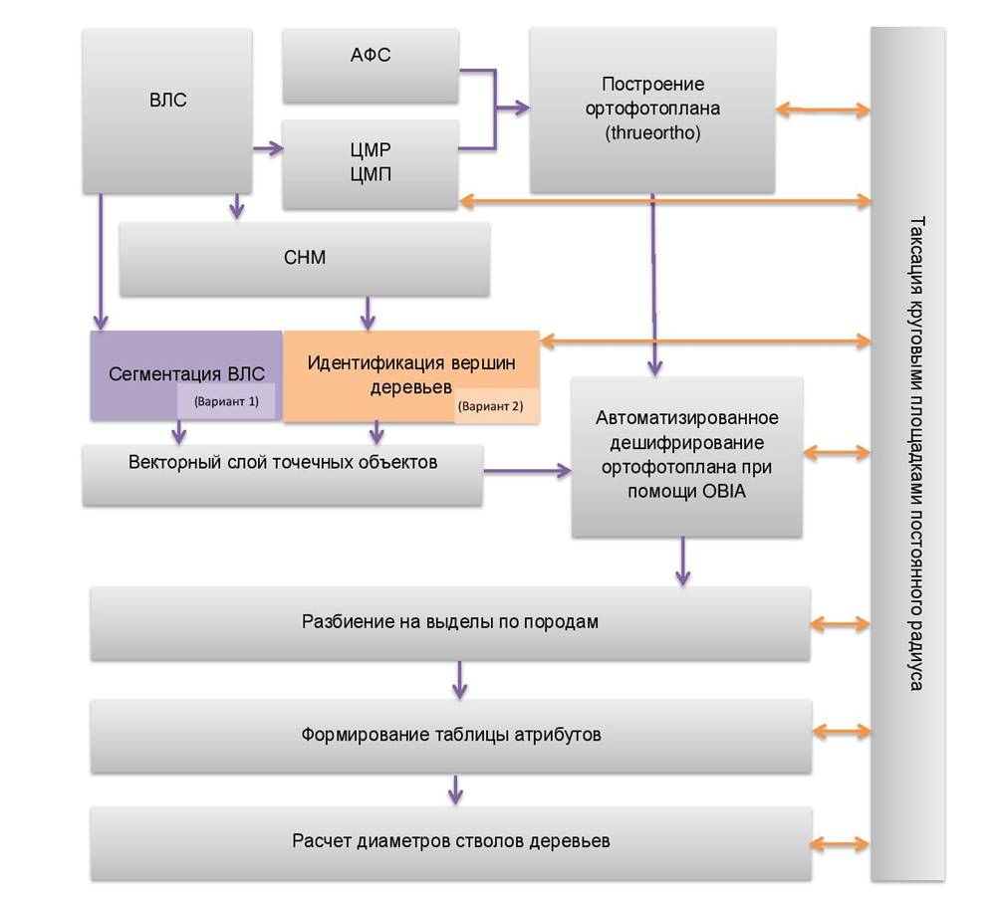 ВЛС
АФС
ЦМР
ЦМП
Построение
ортофотоплана
(thrueortho)
СНМ
Сегментация ВЛС
(Вариант 1)
Идентификация вершин
деревьев
(Вариант 2)
Векторный слой точечных объектов
Автоматизированное
дешифрирование
ортофотоплана при
помощи OBIA
Разбиение на выделы по породам
Формирование таблицы атрибутов
Расчет диаметров стволов деревьев
Таксация круговыми площадками постоянного радиуса